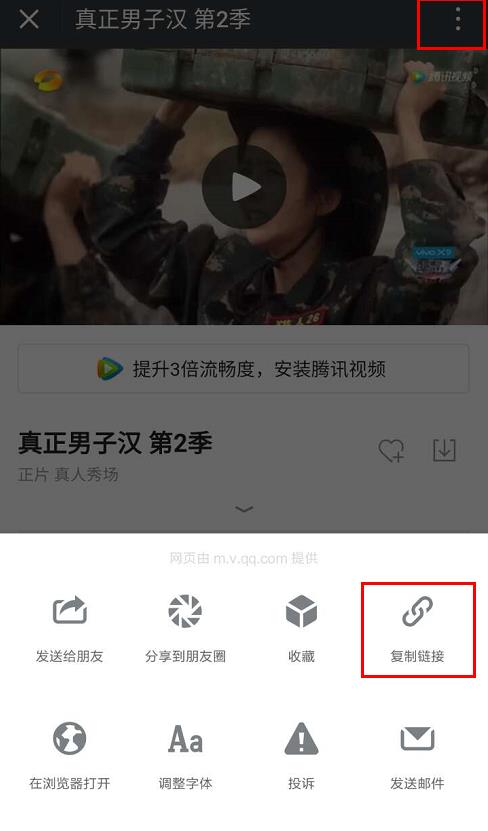 真正男子汉 第2季
腾讯视频
vivo X9
猎人26
提升3倍流畅度，安装腾讯视频
真正男子汉 第2季
正片 真人秀场
网页由 m.v.qq.com 提供
发送给朋友
分享到朋友圈
收藏
复制链接
在浏览器打开
Aa
调整字体
投诉
发送邮件